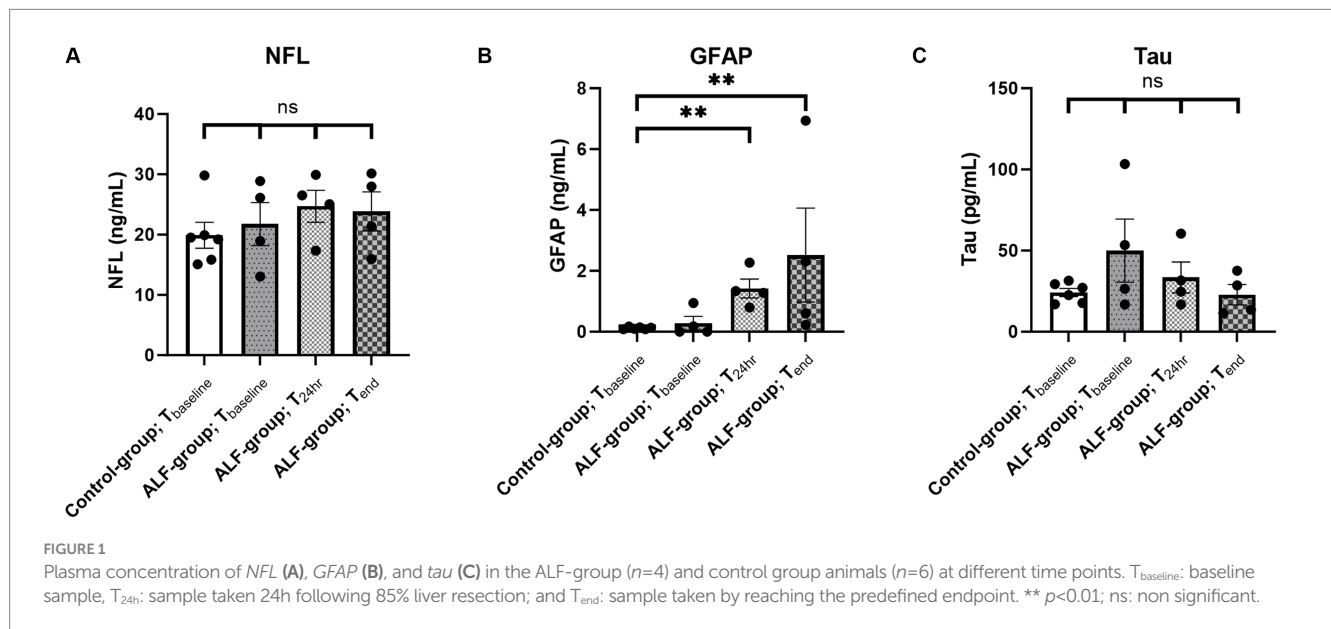 A
NFL
ns
40
30
20
10
0
NFL (ng/mL)
Control-group; Tbaseline
ALF-group; Tbaseline
ALF-group; T24hr
ALF-group; Tend
B
GFAP
**
**
8
6
4
2
0
GFAP (ng/mL)
Control-group; Tbaseline
ALF-group; Tbaseline
ALF-group; T24hr
ALF-group; Tend
C
Tau
ns
150
100
50
0
Tau (pg/mL)
Control-group; Tbaseline
ALF-group; Tbaseline
ALF-group; T24hr
ALF-group; Tend
FIGURE 1
Plasma concentration of NFL (A), GFAP (B), and tau (C) in the ALF-group (n=4) and control group animals (n=6) at different time points. Tbaseline: baseline
sample, T24h: sample taken 24h following 85% liver resection; and Tend: sample taken by reaching the predefined endpoint. ** p<0.01; ns: non significant.